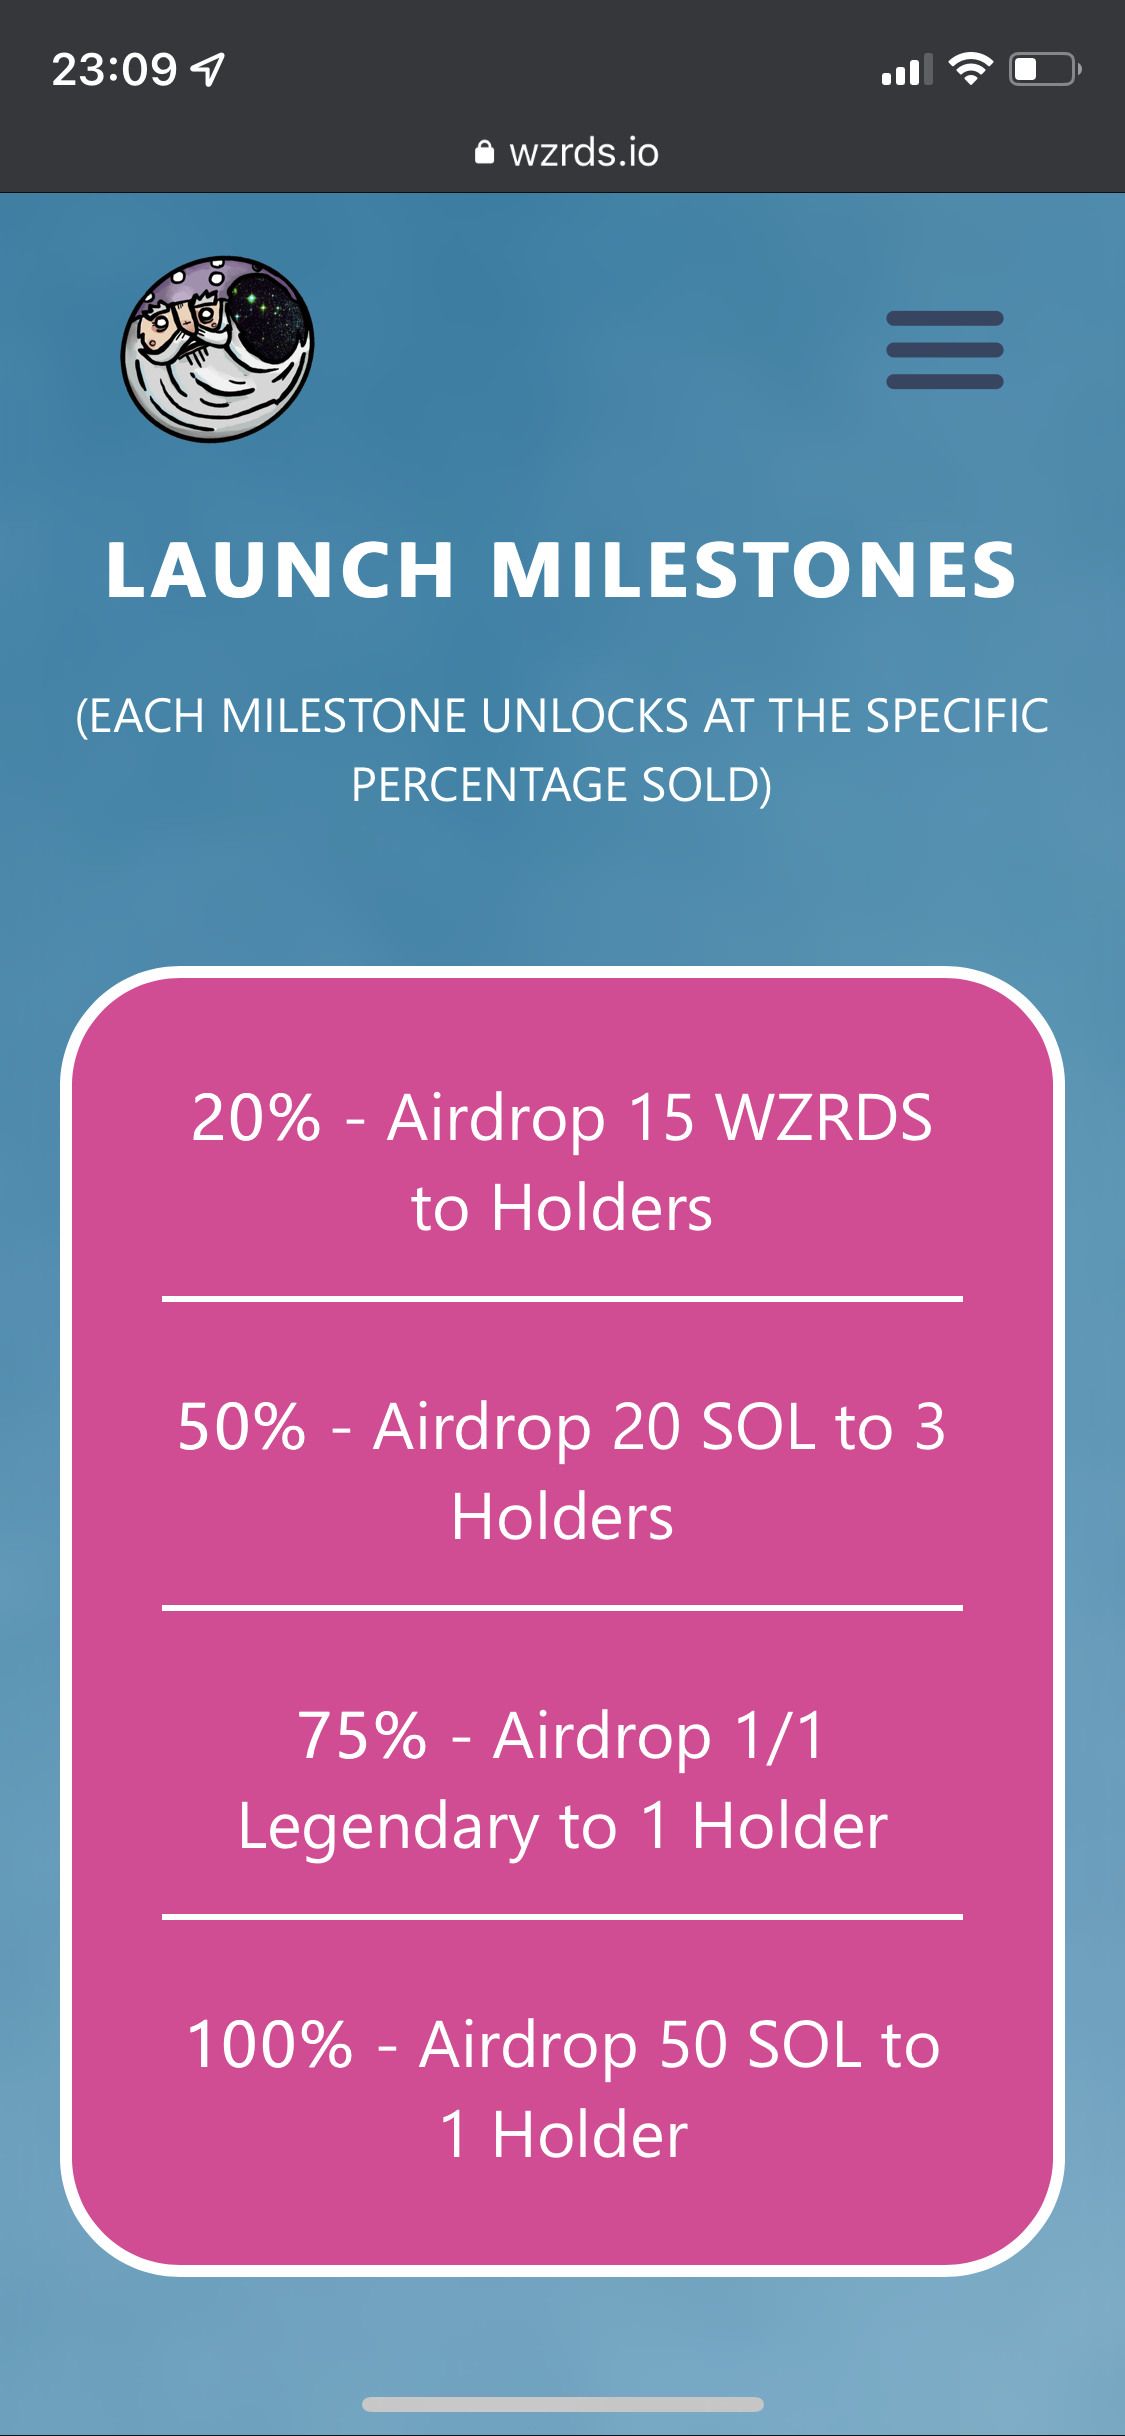 23:09
wzrds.io
LAUNCH MILESTONES
(EACH MILESTONE UNLOCKS AT THE SPECIFIC
PERCENTAGE SOLD)
20% - Airdrop 15 WZRDS
to Holders
50% - Airdrop 20 SOL to 3
Holders
75% - Airdrop 1/1
Legendary to 1 Holder
100% - Airdrop 50 SOL to
1 Holder